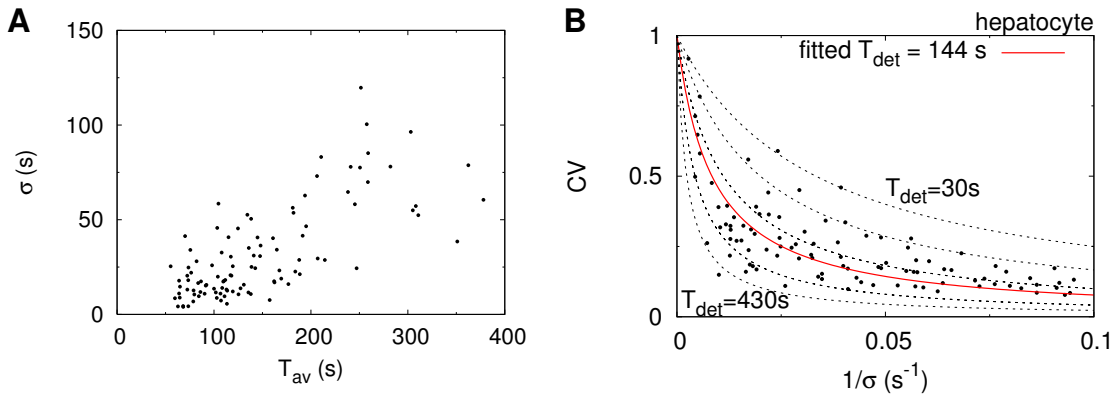 A
150
100
50
0
σ (s)
0
100
200
300
400
T_av (s)
B
hepatocyte
fitted T_det = 144 s
1
0.5
0
CV
T_det=30s
T_det=430s
0
0.05
0.1
1/σ (s^-1)